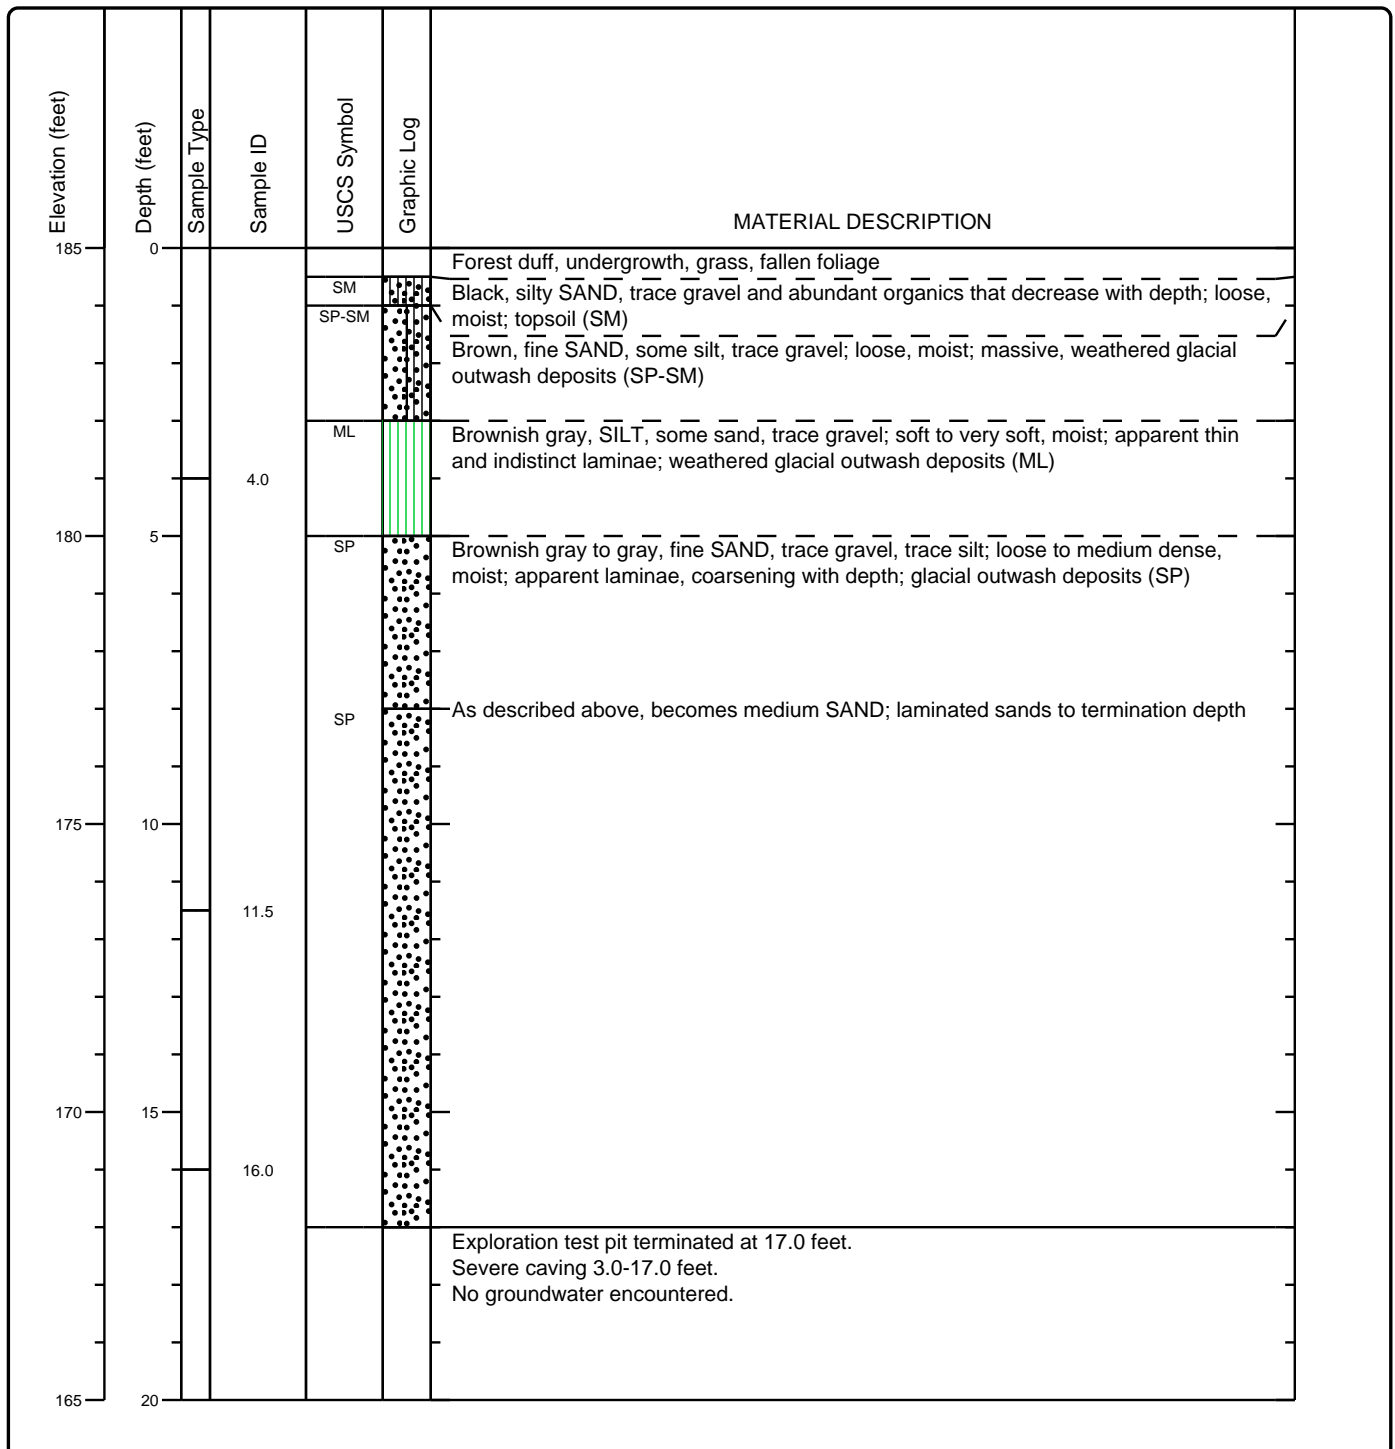 Elevation (feet)
Depth (feet)
Sample Type
Sample ID
USCS Symbol
Graphic Log
MATERIAL DESCRIPTION
185
0
Forest duff, undergrowth, grass, fallen foliage
SM
Black, silty SAND, trace gravel and abundant organics that decrease with depth; loose,
moist; topsoil (SM)
SP-SM
Brown, fine SAND, some silt, trace gravel; loose, moist; massive, weathered glacial
outwash deposits (SP-SM)
ML
Brownish gray, SILT, some sand, trace gravel; soft to very soft, moist; apparent thin
and indistinct laminae; weathered glacial outwash deposits (ML)
4.0
180
5
SP
Brownish gray to gray, fine SAND, trace gravel, trace silt; loose to medium dense,
moist; apparent laminae, coarsening with depth; glacial outwash deposits (SP)
SP
As described above, becomes medium SAND; laminated sands to termination depth
175
10
11.5
170
15
16.0
Exploration test pit terminated at 17.0 feet.
Severe caving 3.0-17.0 feet.
No groundwater encountered.
165
20